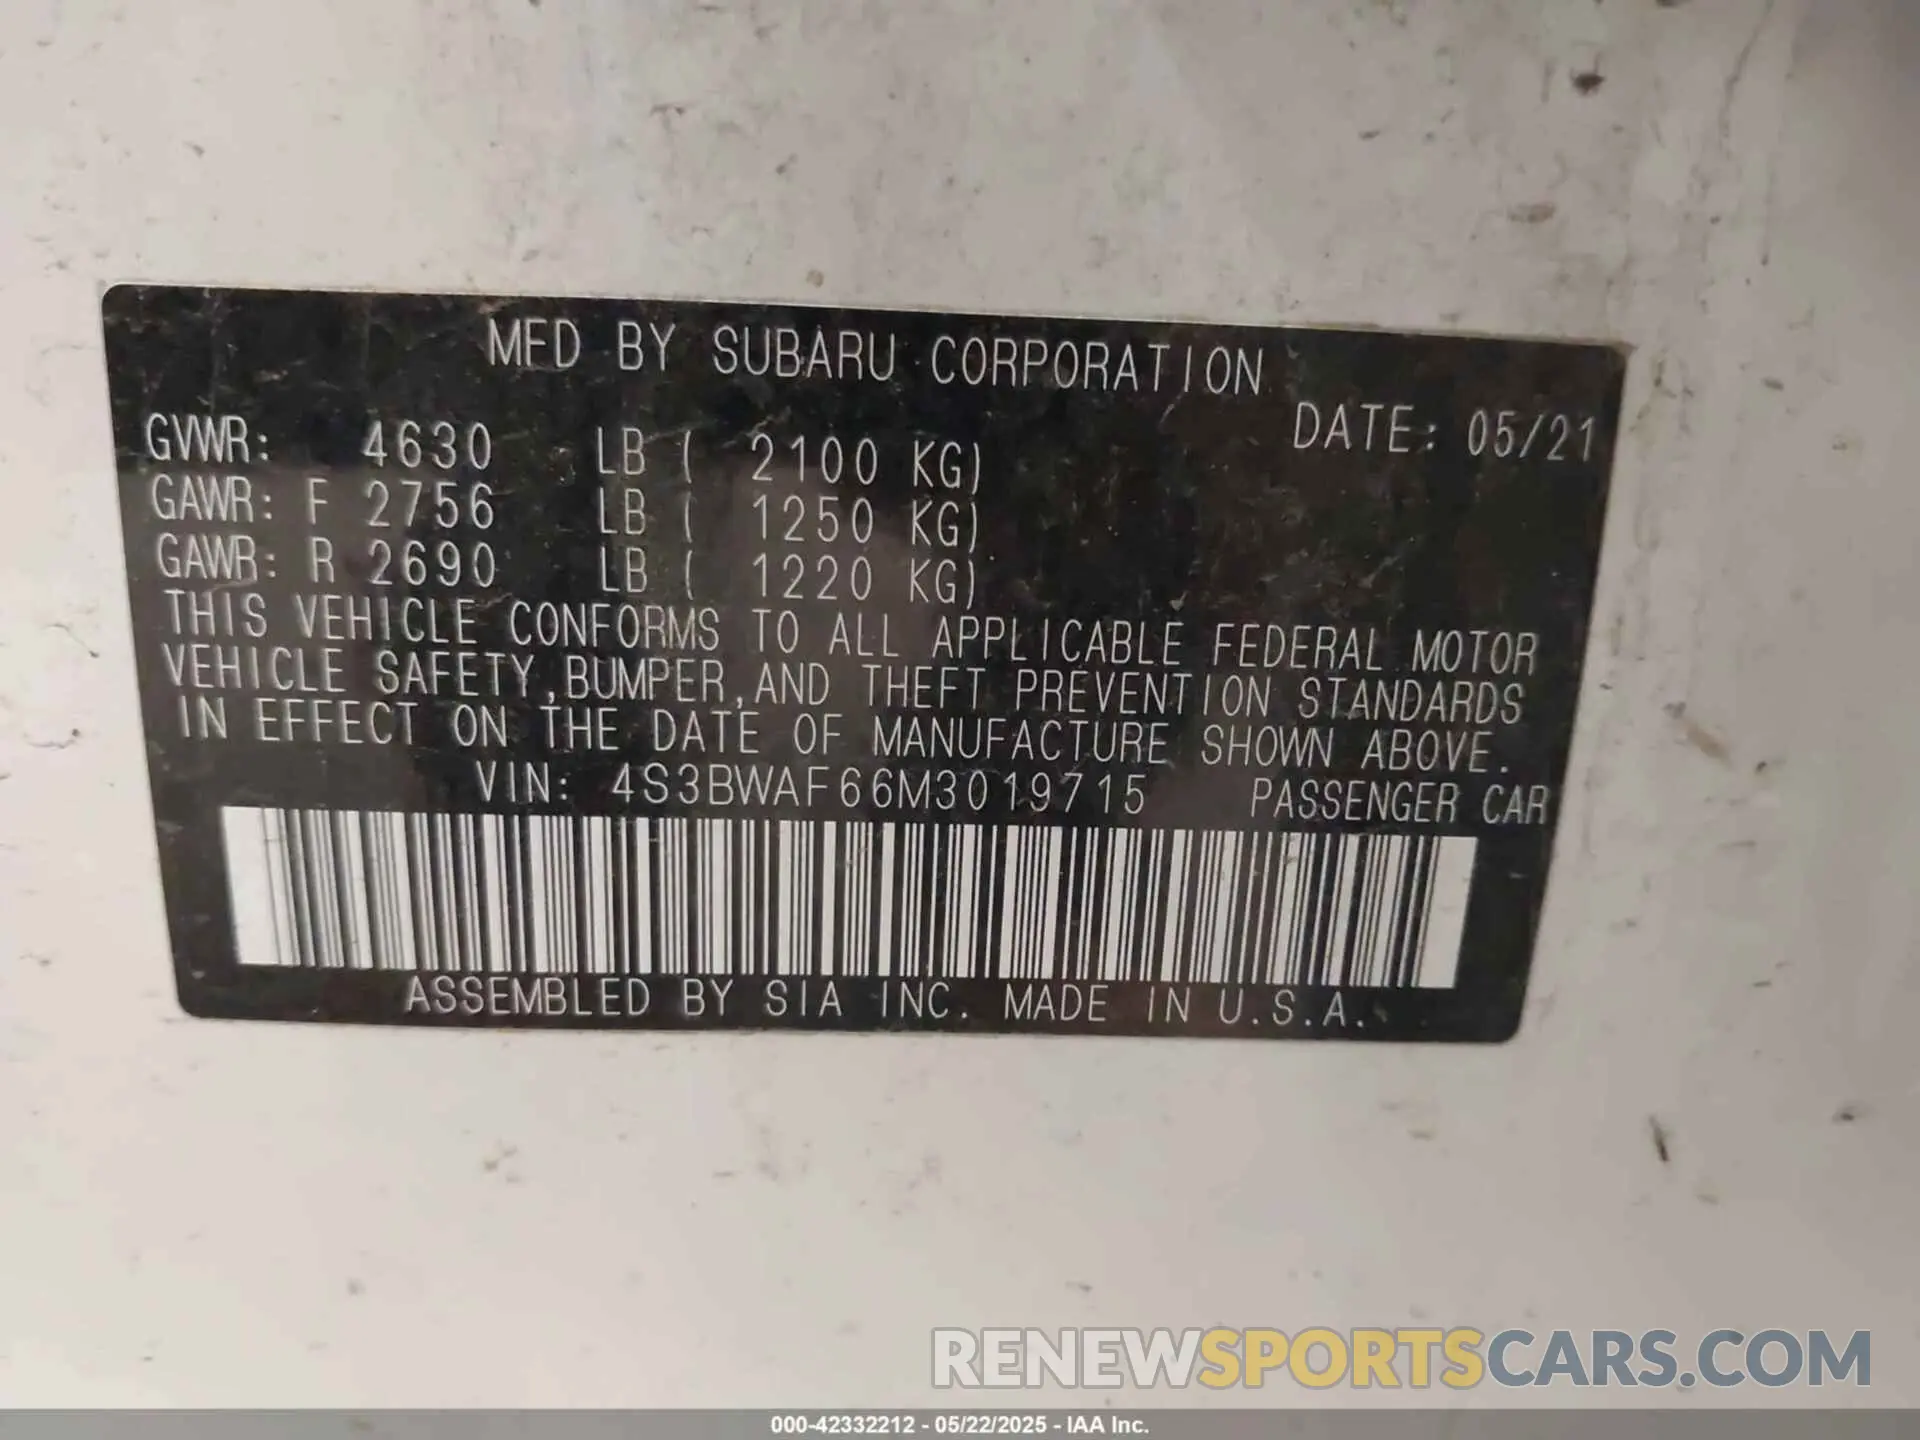 MFD BY SUBARU CORPORATION
DATE: 05/21
GVWR: 4630 LB ( 2100 KG)
GAWR: F 2756 LB ( 1250 KG)
GAWR: R 2690 LB ( 1220 KG)
THIS VEHICLE CONFORMS TO ALL APPLICABLE FEDERAL MOTOR
VEHICLE SAFETY,BUMPER,AND THEFT PREVENTION STANDARDS
IN EFFECT ON THE DATE OF MANUFACTURE SHOWN ABOVE.
VIN: 4S3BWAF66M3019715 PASSENGER CAR
ASSEMBLED BY SIA INC. MADE IN U.S.A.
RENEWSPORTSCARS.COM
000-42332212 - 05/22/2025 - IAA Inc.